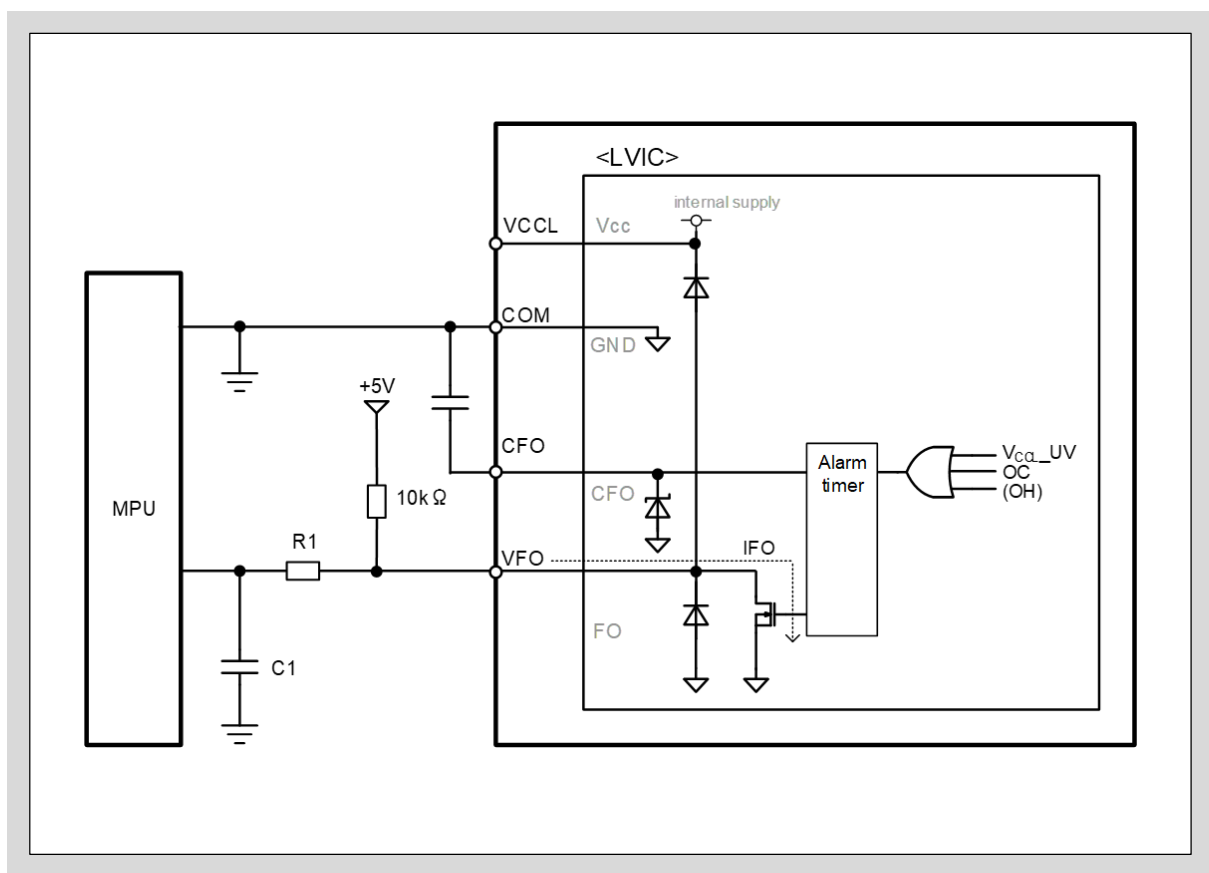 <LVIC>
internal supply
VCCL
Vcc
COM
GND
+5V
CFO
Alarm
timer
VCCL_UV
OC
(OH)
CFO
10kΩ
MPU
R1
VFO
IFO
FO
C1